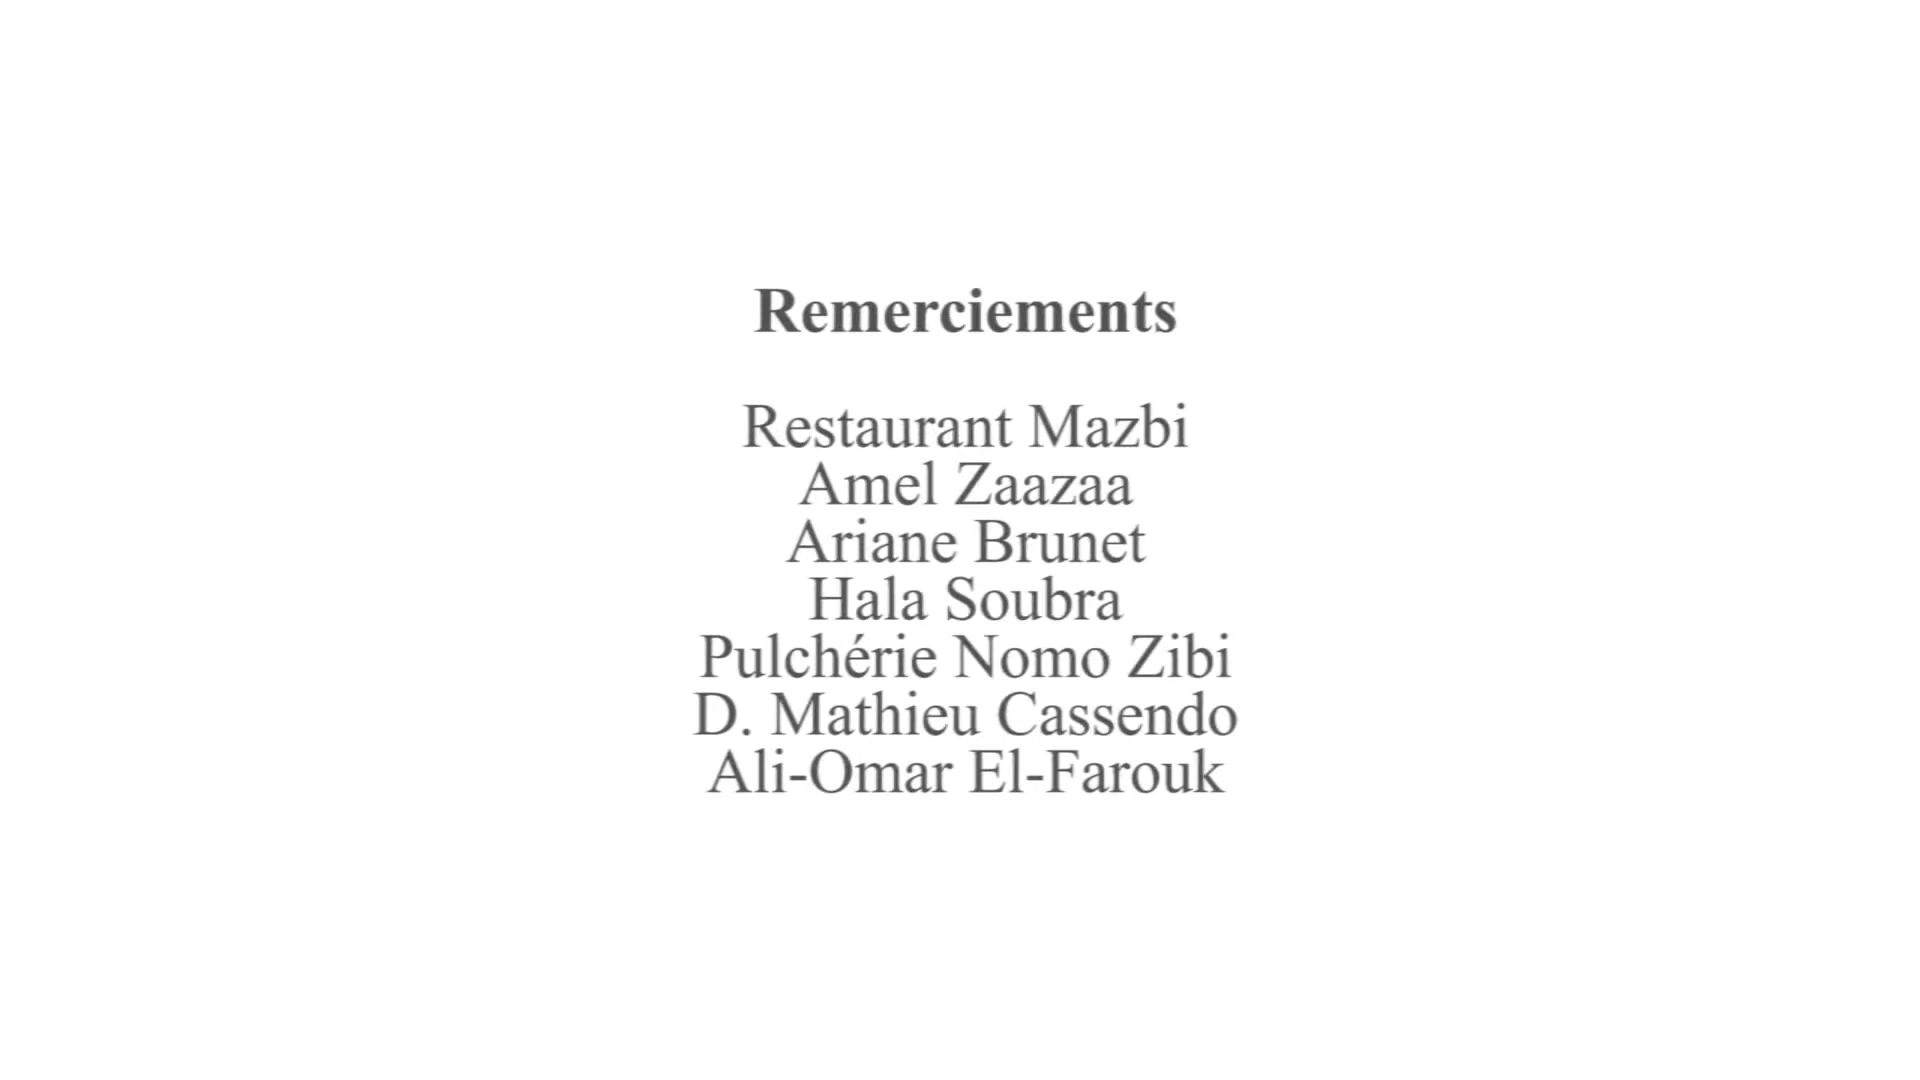 Remerciements
Restaurant Mazbi
Amel Zaazaa
Ariane Brunet
Hala Soubra
Pulchérie Nomo Zibi
D. Mathieu Cassendo
Ali-Omar El-Farouk